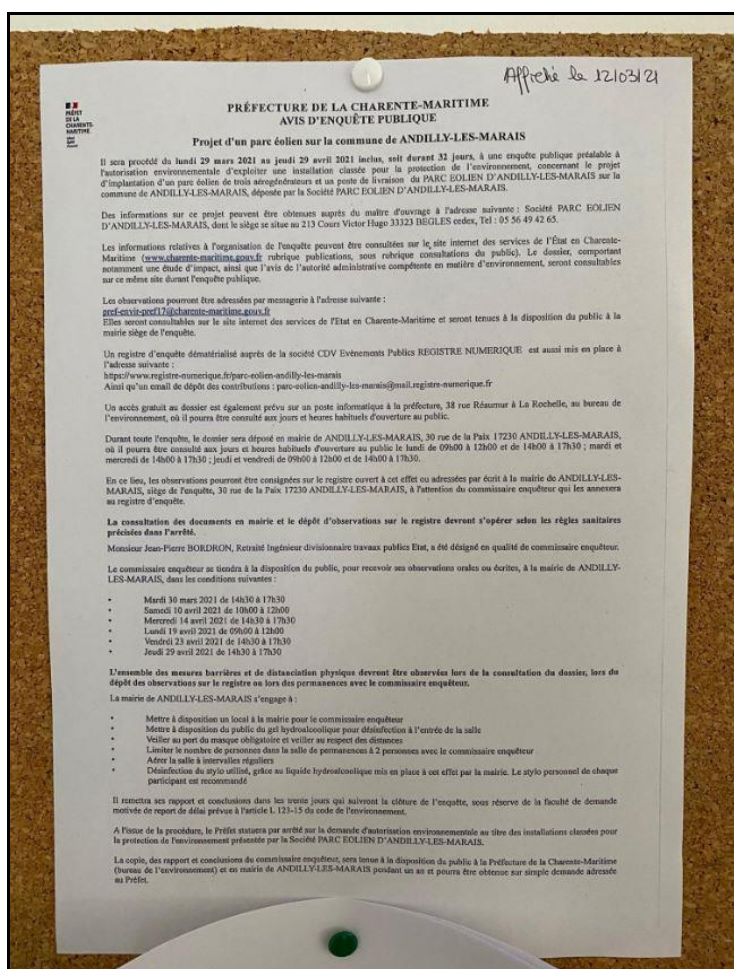 Affiché le 12/03/21
PRÉFET
DE LA
CHARENTE-
MARITIME
PRÉFECTURE DE LA CHARENTE-MARITIME
AVIS D'ENQUÊTE PUBLIQUE
Projet d'un parc éolien sur la commune de ANDILLY-LES-MARAIS
Il sera procédé du lundi 29 mars 2021 au jeudi 29 avril 2021 inclus, soit durant 32 jours, à une enquête publique préalable à
l'autorisation environnementale d'exploiter une installation classée pour la protection de l'environnement, concernant le projet
d'implantation d'un parc éolien de trois aérogénérateurs et un poste de livraison du PARC EOLIEN D'ANDILLY-LES-MARAIS sur la
commune de ANDILLY-LES-MARAIS, déposée par la Société PARC EOLIEN D'ANDILLY-LES-MARAIS.
Des informations sur ce projet peuvent être obtenues auprès du maître d'ouvrage à l'adresse suivante : Société PARC EOLIEN
D'ANDILLY-LES-MARAIS, dont le siège se situe au 213 Cours Victor Hugo 33323 BEGLES cedex, Tel : 05 56 49 42 65.
Les informations relatives à l'organisation de l'enquête peuvent être consultées sur le site internet des services de l'État en Charente-
Maritime (www.charente-maritime.gouv.fr rubrique publications, sous rubrique consultations du public). Le dossier, comportant
notamment une étude d'impact, ainsi que l'avis de l'autorité administrative compétente en matière d'environnement, seront consultables
sur ce même site durant l'enquête publique.
Les observations pourront être adressées par messagerie à l'adresse suivante :
pref-envir-pref17@charente-maritime.gouv.fr
Elles seront consultables sur le site internet des services de l'Etat en Charente-Maritime et seront tenues à la disposition du public à la
mairie siège de l'enquête.
Un registre d'enquête dématérialisé auprès de la société CDV Evènements Publics REGISTRE NUMERIQUE est aussi mis en place à
l'adresse suivante :
https://www.registre-numerique.fr/parc-eolien-andilly-les-marais
Ainsi qu'un email de dépôt des contributions : parc-eolien-andilly-les-marais@mail.registre-numerique.fr
Un accès gratuit au dossier est également prévu sur un poste informatique à la préfecture, 38 rue Réaumur à La Rochelle, au bureau de
l'environnement, où il pourra être consulté aux jours et heures habituels d'ouverture au public.
Durant toute l'enquête, le dossier sera déposé en mairie de ANDILLY-LES-MARAIS, 30 rue de la Paix 17230 ANDILLY-LES-MARAIS,
où il pourra être consulté aux jours et heures habituels d'ouverture au public le lundi de 09h00 à 12h00 et de 14h00 à 17h30 ; mardi et
mercredi de 14h00 à 17h30 ; jeudi et vendredi de 09h00 à 12h00 et de 14h00 à 17h30.
En ce lieu, les observations pourront être consignées sur le registre ouvert à cet effet ou adressées par écrit à la mairie de ANDILLY-LES-
MARAIS, siège de l'enquête, 30 rue de la Paix 17230 ANDILLY-LES-MARAIS, à l'attention du commissaire enquêteur qui les annexera
au registre d'enquête.
La consultation des documents en mairie et le dépôt d'observations sur le registre devront s'opérer selon les règles sanitaires
précisées dans l'arrêté.
Monsieur Jean-Pierre BORDRON, Retraité Ingénieur divisionnaire travaux publics Etat, a été désigné en qualité de commissaire enquêteur.
Le commissaire enquêteur se tiendra à la disposition du public, pour recevoir ses observations orales ou écrites, à la mairie de ANDILLY-
LES-MARAIS, dans les conditions suivantes :
• Mardi 30 mars 2021 de 14h30 à 17h30
• Samedi 10 avril 2021 de 10h00 à 12h00
• Mercredi 14 avril 2021 de 14h30 à 17h30
• Lundi 19 avril 2021 de 09h00 à 12h00
• Vendredi 23 avril 2021 de 14h30 à 17h30
• Jeudi 29 avril 2021 de 14h30 à 17h30
L'ensemble des mesures barrières et de distanciation physique devront être observées lors de la consultation du dossier, lors du
dépôt des observations sur le registre ou lors des permanences avec le commissaire enquêteur.
La mairie de ANDILLY-LES-MARAIS s'engage à :
• Mettre à disposition un local à la mairie pour le commissaire enquêteur
• Mettre à disposition du public du gel hydroalcoolique pour désinfection à l'entrée de la salle
• Veiller au port du masque obligatoire et veiller au respect des distances
• Limiter le nombre de personnes dans la salle de permanences à 2 personnes avec le commissaire enquêteur
• Aérer la salle à intervalles réguliers
• Désinfection du stylo utilisé, grâce au liquide hydroalcoolique mis en place à cet effet par la mairie. Le stylo personnel de chaque
participant est recommandé
Il remettra ses rapport et conclusions dans les trente jours qui suivront la clôture de l'enquête, sous réserve de la faculté de demande
motivée de report de délai prévue à l'article L 123-15 du code de l'environnement.
A l'issue de la procédure, le Préfet statuera par arrêté sur la demande d'autorisation environnementale au titre des installations classées pour
la protection de l'environnement présentée par la Société PARC EOLIEN D'ANDILLY-LES-MARAIS.
La copie, des rapport et conclusions du commissaire enquêteur, sera tenue à la disposition du public à la Préfecture de la Charente-Maritime
(bureau de l'environnement) et en mairie de ANDILLY-LES-MARAIS pendant un an et pourra être obtenue sur simple demande adressée
au Préfet.